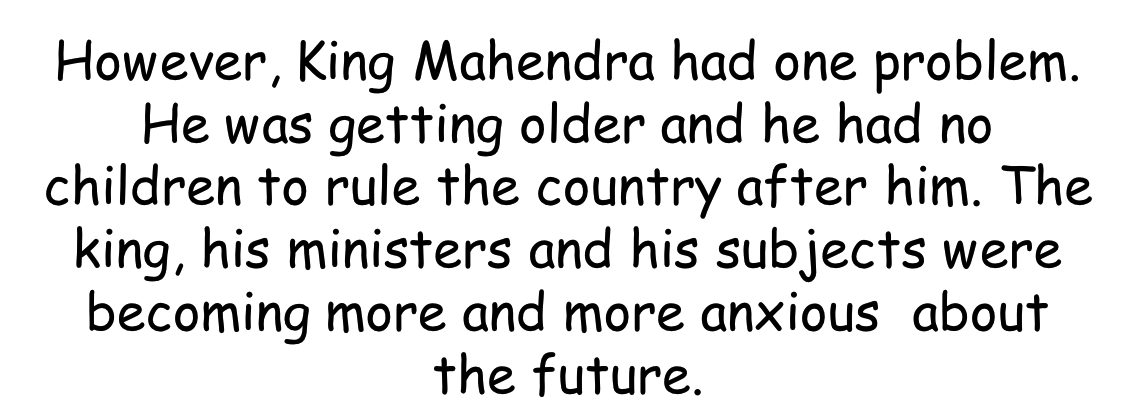 However, King Mahendra had one problem.
He was getting older and he had no
children to rule the country after him. The
king, his ministers and his subjects were
becoming more and more anxious  about
the future.